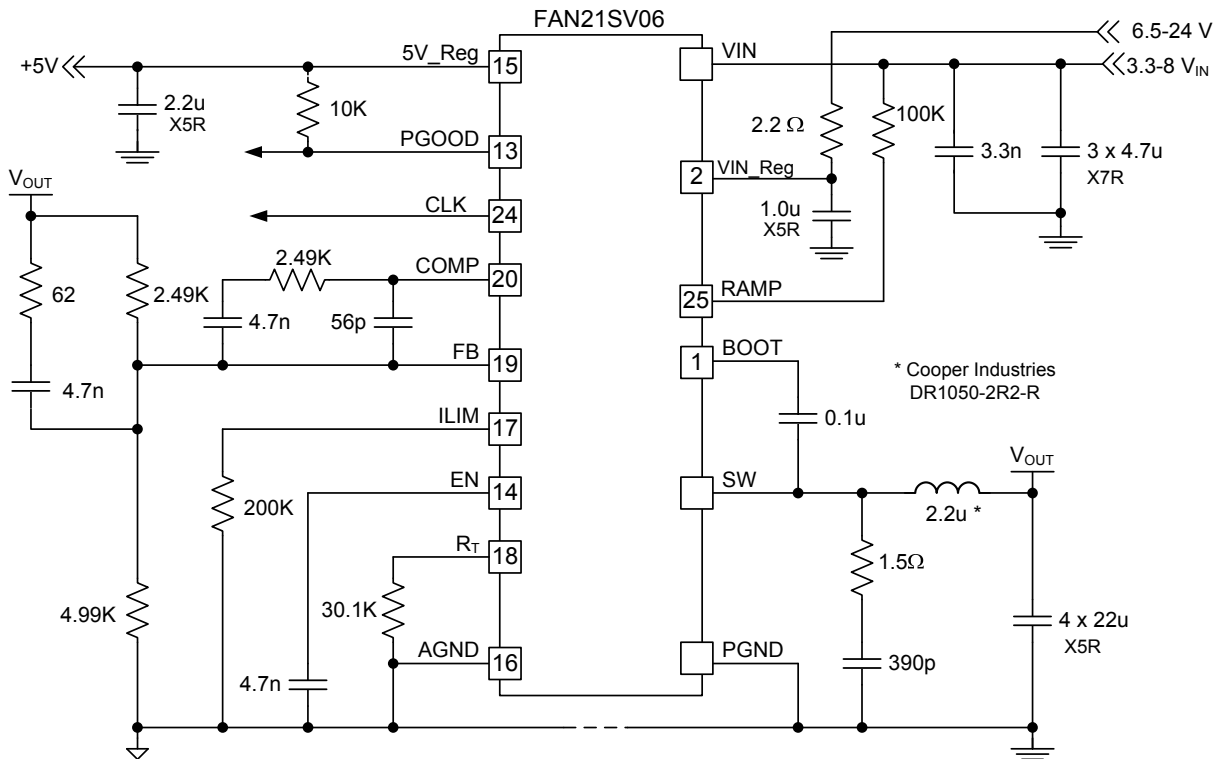 FAN21SV06
5V_Reg
15
+5V
2.2u
X5R
10K
PGOOD
13
CLK
24
VOUT
62
4.7n
2.49K
2.49K
4.7n
56p
COMP
20
FB
19
ILIM
17
200K
EN
14
4.7n
RT
18
30.1K
4.99K
AGND
16
VIN
6.5-24 V
3.3-8 VIN
2.2 Ω
100K
3.3n
3 x 4.7u
X7R
2
VIN_Reg
1.0u
X5R
25
RAMP
1
BOOT
0.1u
* Cooper Industries
DR1050-2R2-R
SW
2.2u *
VOUT
1.5Ω
390p
4 x 22u
X5R
PGND